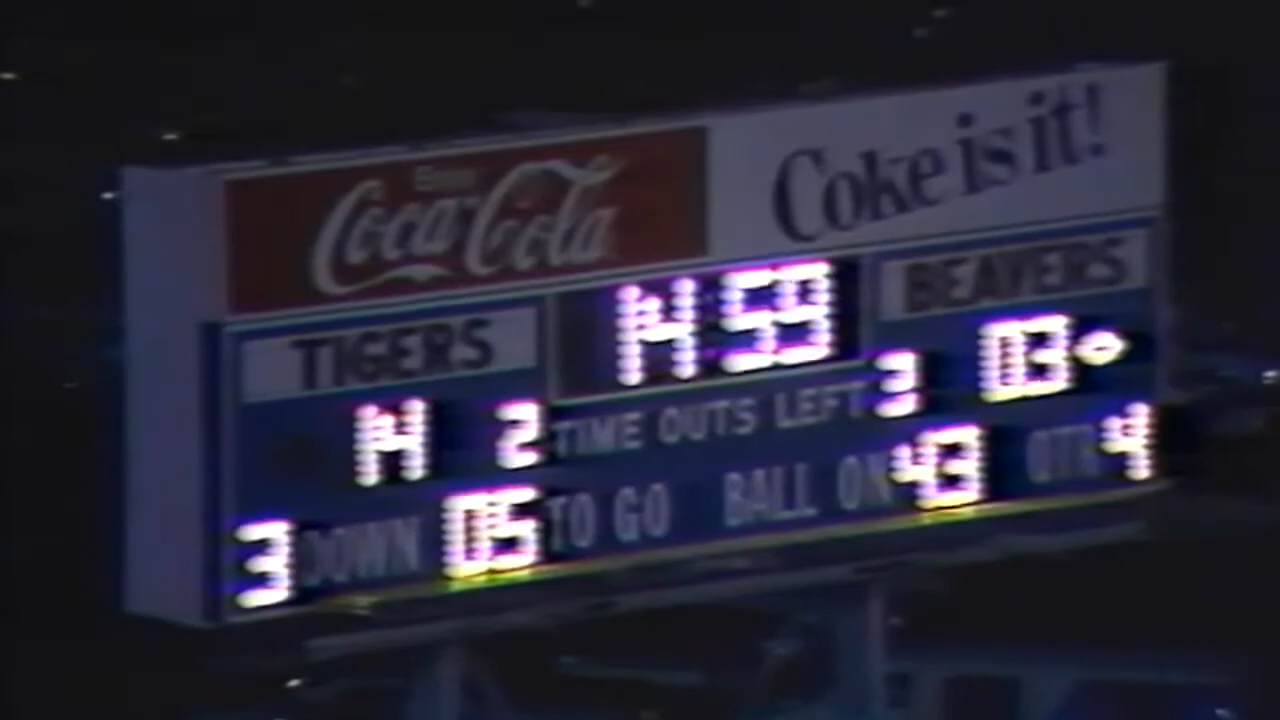 Enjoy
Coca-Cola
Coke is it!
TIGERS
14:59
BEAVERS
14 2 TIME OUTS LEFT 3 03
3 DOWN 05 TO GO BALL ON 43 QTR 4